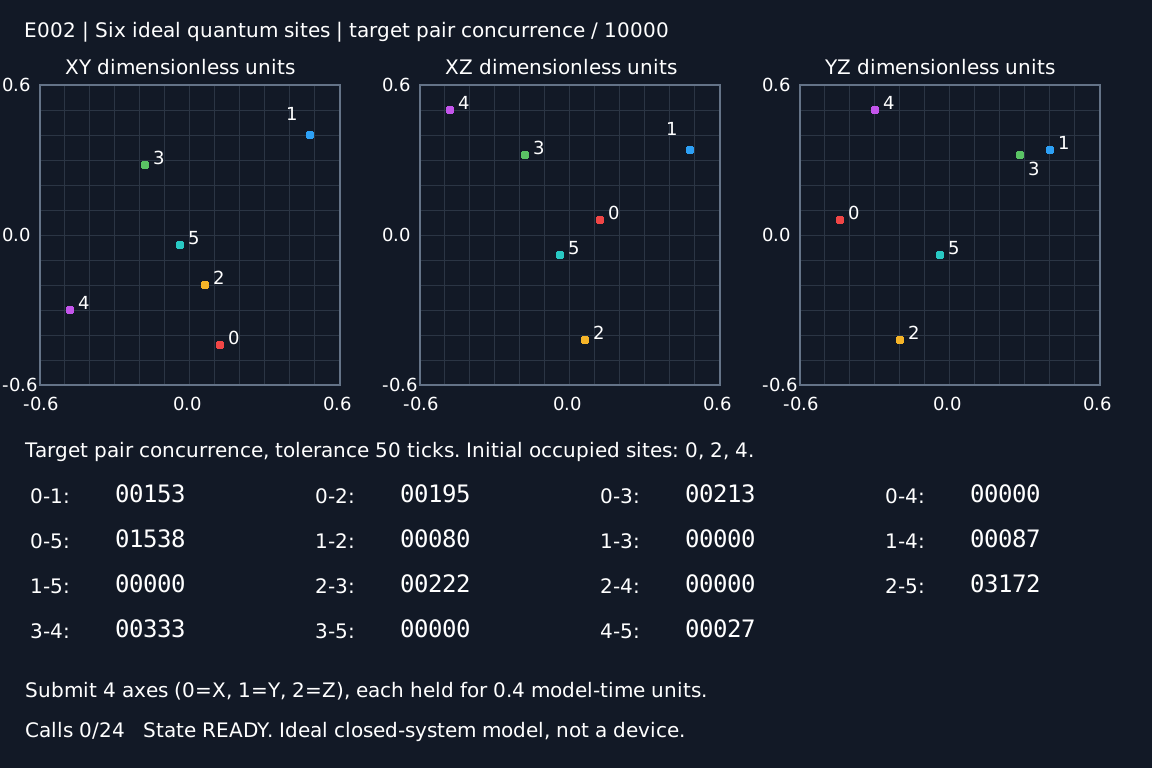 E002 | Six ideal quantum sites | target pair concurrence / 10000
XY dimensionless units
XZ dimensionless units
YZ dimensionless units
0.6
0.6
0.6
4
4
1
1
1
3
3
3
0
0
5
5
5
0.0
0.0
0.0
2
4
0
2
2
-0.6
-0.6
-0.6
-0.6 0.0 0.6
-0.6 0.0 0.6
-0.6 0.0 0.6
Target pair concurrence, tolerance 50 ticks. Initial occupied sites: 0, 2, 4.
0-1: 00153 0-2: 00195 0-3: 00213 0-4: 00000
0-5: 01538 1-2: 00080 1-3: 00000 1-4: 00087
1-5: 00000 2-3: 00222 2-4: 00000 2-5: 03172
3-4: 00333 3-5: 00000 4-5: 00027
Submit 4 axes (0=X, 1=Y, 2=Z), each held for 0.4 model-time units.
Calls 0/24 State READY. Ideal closed-system model, not a device.